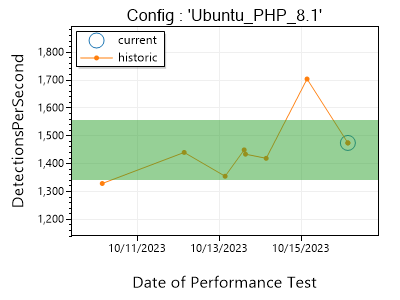 Config : 'Ubuntu_PHP_8.1'
current
historic
DetectionsPerSecond
1,800
1,700
1,600
1,500
1,400
1,300
1,200
10/11/2023 10/13/2023 10/15/2023
Date of Performance Test